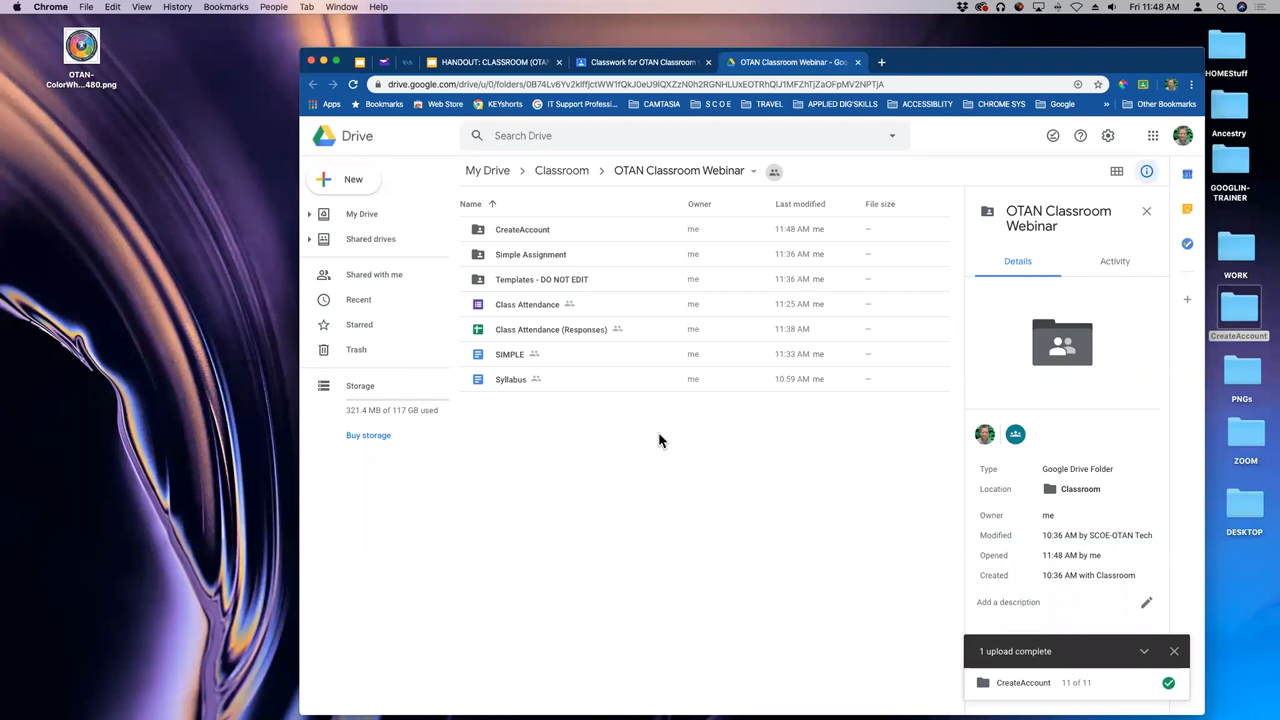 Chrome File Edit View History Bookmarks People Tab Window Help
Fri 11:48 AM
OTAN-
ColorWh...480.png
HANDOUT: CLASSROOM (OTA
Classwork for OTAN Classroom
OTAN Classroom Webinar - Goo
drive.google.com/drive/u/0/folders/0B74Lv6Yv2kffjctWW1fQkJ0eU9lQXZzN0h2RGNHLUxEOTRhQlJ1MFZhTjZaOFpMV2NPTjA
Apps Bookmarks Web Store KEYshorts IT Support Profess... CAMTASIA S C O E TRAVEL APPLIED DIG'SKILLS ACCESSIBLITY CHROME SYS Google » Other Bookmarks
Drive
Search Drive
New
My Drive
Shared drives
Shared with me
Recent
Starred
Trash
Storage
321.4 MB of 117 GB used
Buy storage
My Drive > Classroom > OTAN Classroom Webinar
Name Owner Last modified File size
CreateAccount me 11:48 AM me –
Simple Assignment me 11:36 AM me –
Templates - DO NOT EDIT me 11:36 AM me –
Class Attendance me 11:25 AM me –
Class Attendance (Responses) me 11:38 AM –
SIMPLE me 11:33 AM me –
Syllabus me 10:59 AM me –
OTAN Classroom
Webinar
Details Activity
Type Google Drive Folder
Location Classroom
Owner me
Modified 10:36 AM by SCOE-OTAN Tech
Opened 11:48 AM by me
Created 10:36 AM with Classroom
Add a description
1 upload complete
CreateAccount 11 of 11
HOMEStuff
Ancestry
GOOGLIN-
TRAINER
WORK
CreateAccount
PNGs
ZOOM
DESKTOP